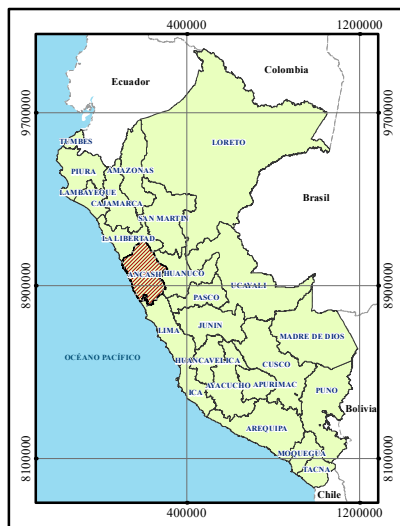 400000
1200000
Ecuador
Colombia
9700000
9700000
TUMBES
LORETO
PIURA
AMAZONAS
LAMBAYEQUE
CAJAMARCA
Brasil
SAN MARTIN
LA LIBERTAD
ANCASH
HUANUCO
8900000
8900000
UCAYALI
PASCO
LIMA
JUNIN
MADRE DE DIOS
OCÉANO PACÍFICO
HUANCAVELICA
CUSCO
ICA
AYACUCHO
APURIMAC
PUNO
Bolivia
AREQUIPA
MOQUEGUA
8100000
8100000
TACNA
Chile
400000
1200000